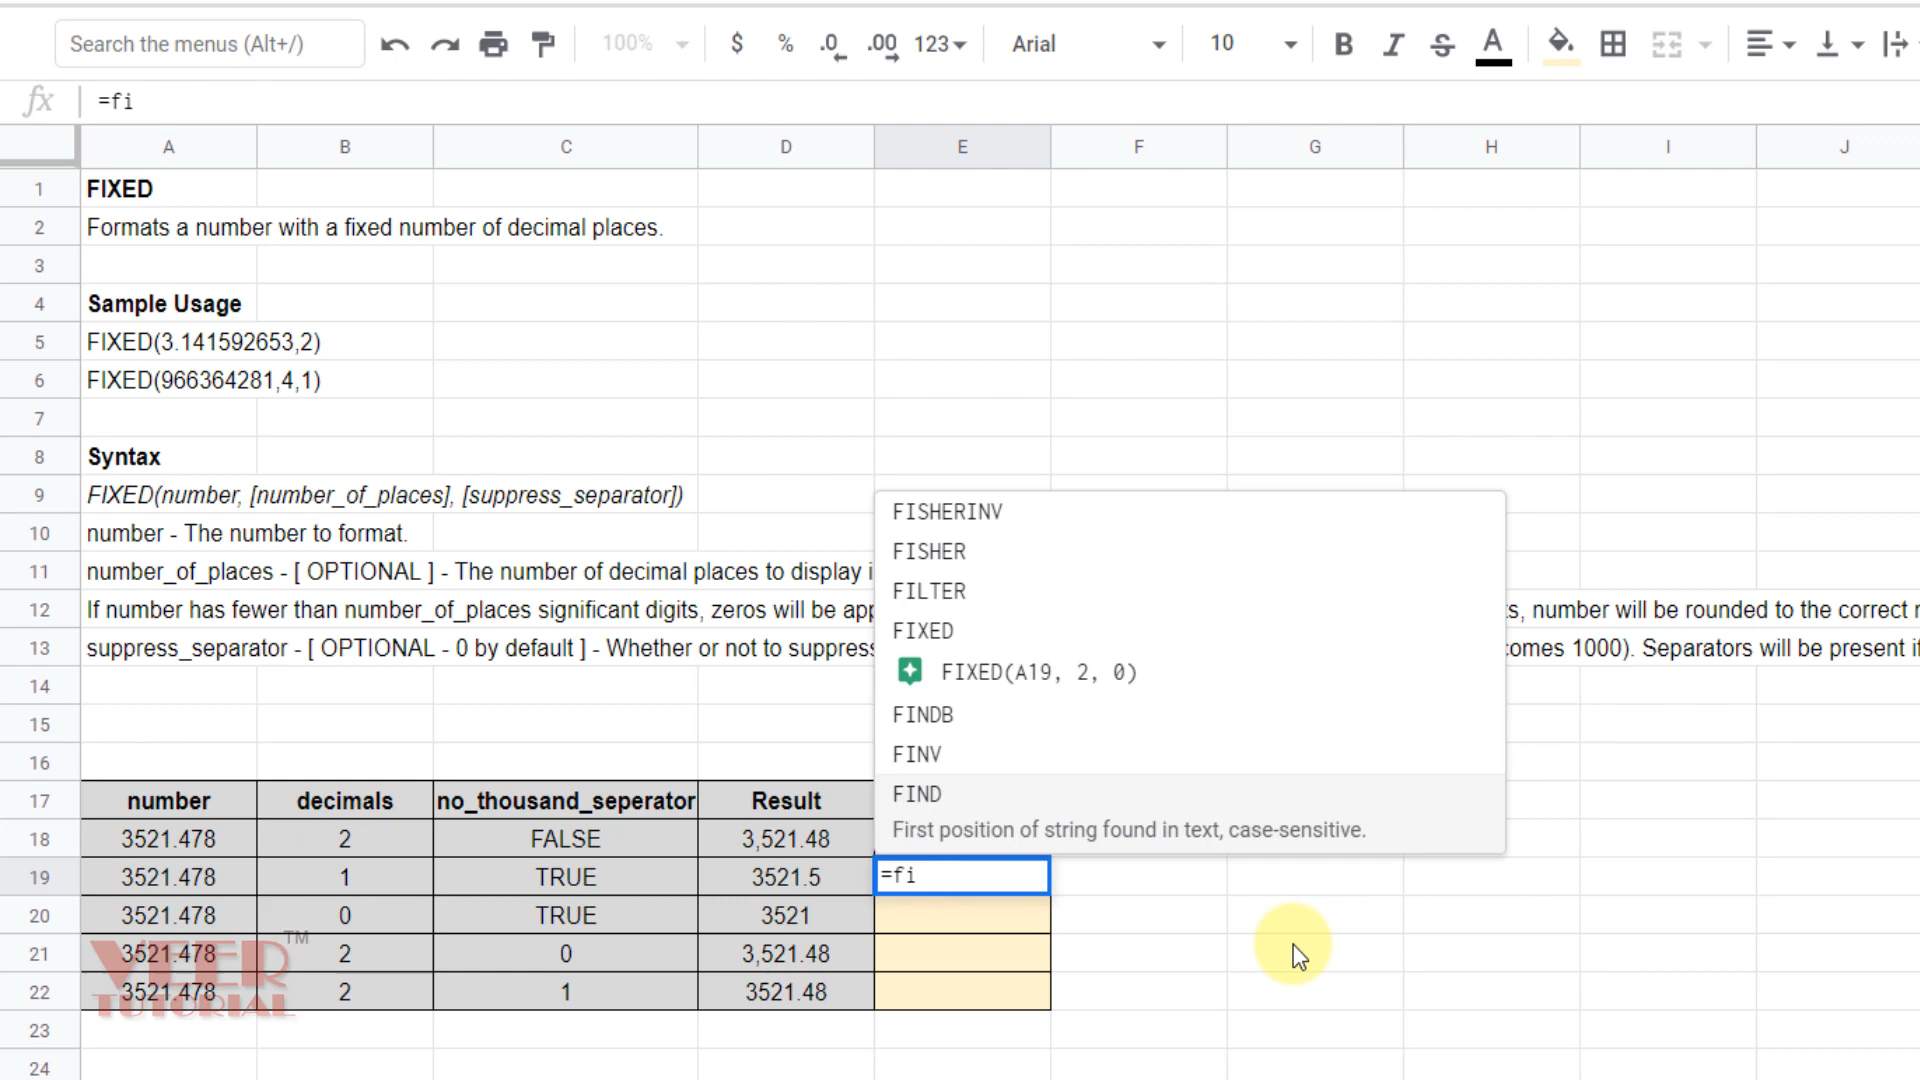 Search the menus (Alt+/) 100% $ % .0 .00 123 Arial 10 B I S A
fx =fi
A B C D E F G H I J
1 FIXED
2 Formats a number with a fixed number of decimal places.
3
4 Sample Usage
5 FIXED(3.141592653,2)
6 FIXED(966364281,4,1)
7
8 Syntax
9 FIXED(number, [number_of_places], [suppress_separator])
10 number - The number to format.
11 number_of_places - [ OPTIONAL ] - The number of decimal places to display i
12 If number has fewer than number_of_places significant digits, zeros will be app s, number will be rounded to the correct
13 suppress_separator - [ OPTIONAL - 0 by default ] - Whether or not to suppress comes 1000). Separators will be present if
FISHERINV
FISHER
FILTER
FIXED
FIXED(A19, 2, 0)
FINDB
FINV
FIND
First position of string found in text, case-sensitive.
14
15
16
17 number decimals no_thousand_seperator Result
18 3521.478 2 FALSE 3,521.48
19 3521.478 1 TRUE 3521.5 =fi
20 3521.478 0 TRUE 3521
21 3521.478 2 0 3,521.48
22 3521.478 2 1 3521.48
23
24
VEER TM
TUTORIAL